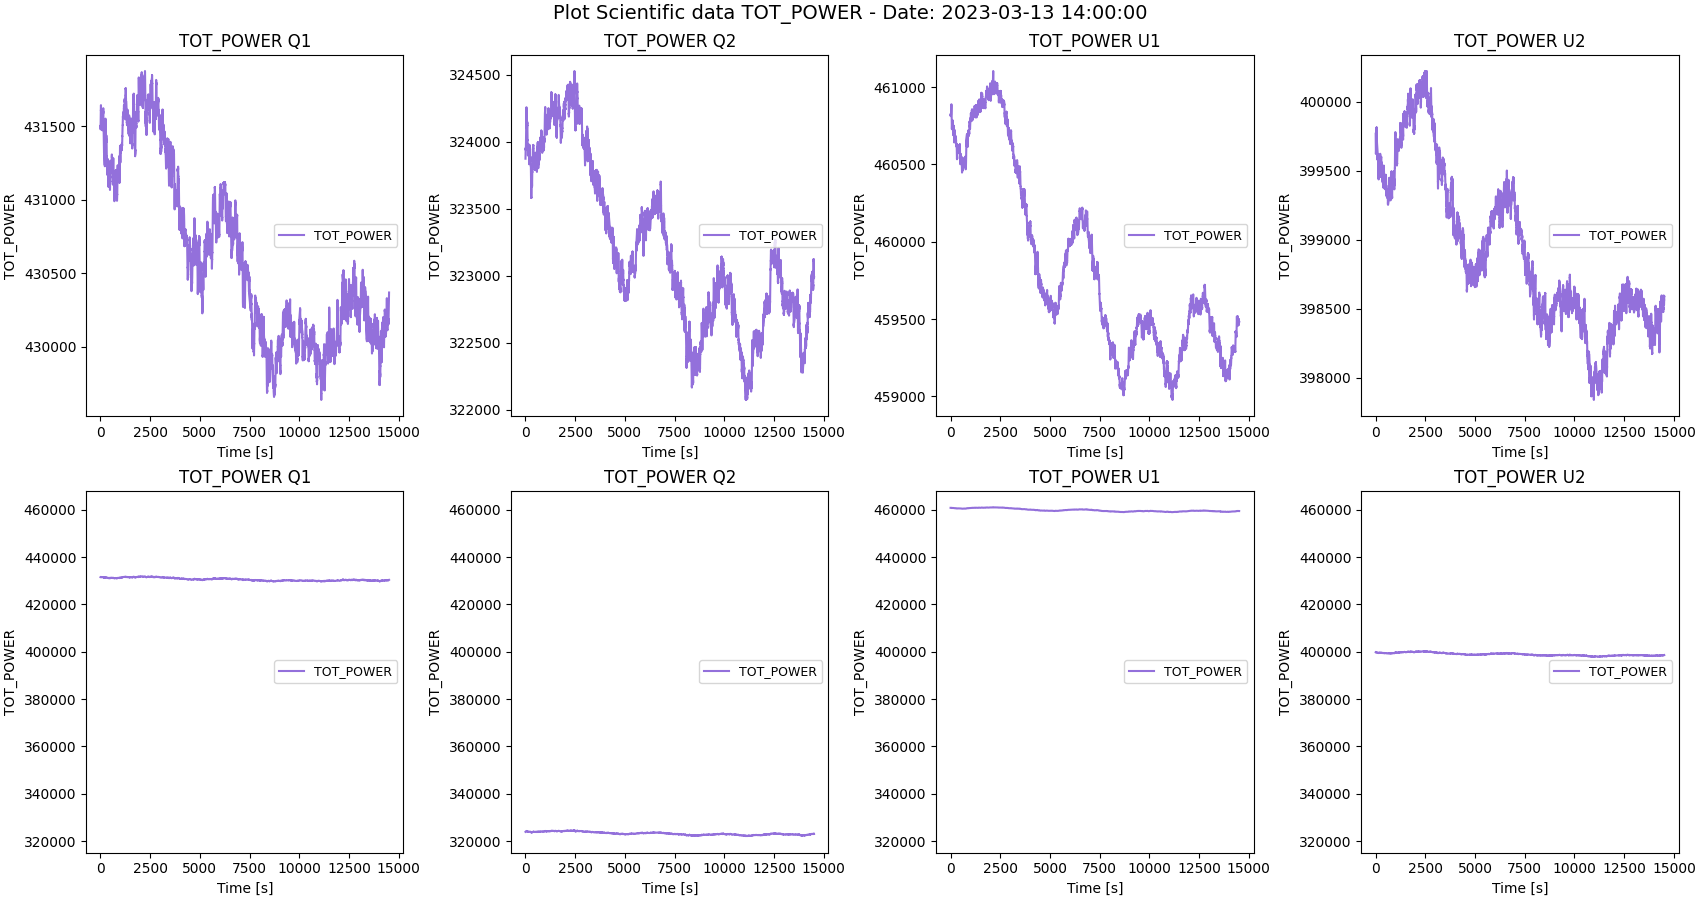 Plot Scientific data TOT_POWER - Date: 2023-03-13 14:00:00
TOT_POWER Q1
TOT_POWER
431500
431000
430500
430000
TOT_POWER
0 2500 5000 7500 10000 12500 15000
Time [s]
TOT_POWER Q2
TOT_POWER
324500
324000
323500
323000
322500
322000
TOT_POWER
0 2500 5000 7500 10000 12500 15000
Time [s]
TOT_POWER U1
TOT_POWER
461000
460500
460000
459500
459000
TOT_POWER
0 2500 5000 7500 10000 12500 15000
Time [s]
TOT_POWER U2
TOT_POWER
400000
399500
399000
398500
398000
TOT_POWER
0 2500 5000 7500 10000 12500 15000
Time [s]
TOT_POWER Q1
TOT_POWER
460000
440000
420000
400000
380000
360000
340000
320000
TOT_POWER
0 2500 5000 7500 10000 12500 15000
Time [s]
TOT_POWER Q2
TOT_POWER
460000
440000
420000
400000
380000
360000
340000
320000
TOT_POWER
0 2500 5000 7500 10000 12500 15000
Time [s]
TOT_POWER U1
TOT_POWER
460000
440000
420000
400000
380000
360000
340000
320000
TOT_POWER
0 2500 5000 7500 10000 12500 15000
Time [s]
TOT_POWER U2
TOT_POWER
460000
440000
420000
400000
380000
360000
340000
320000
TOT_POWER
0 2500 5000 7500 10000 12500 15000
Time [s]